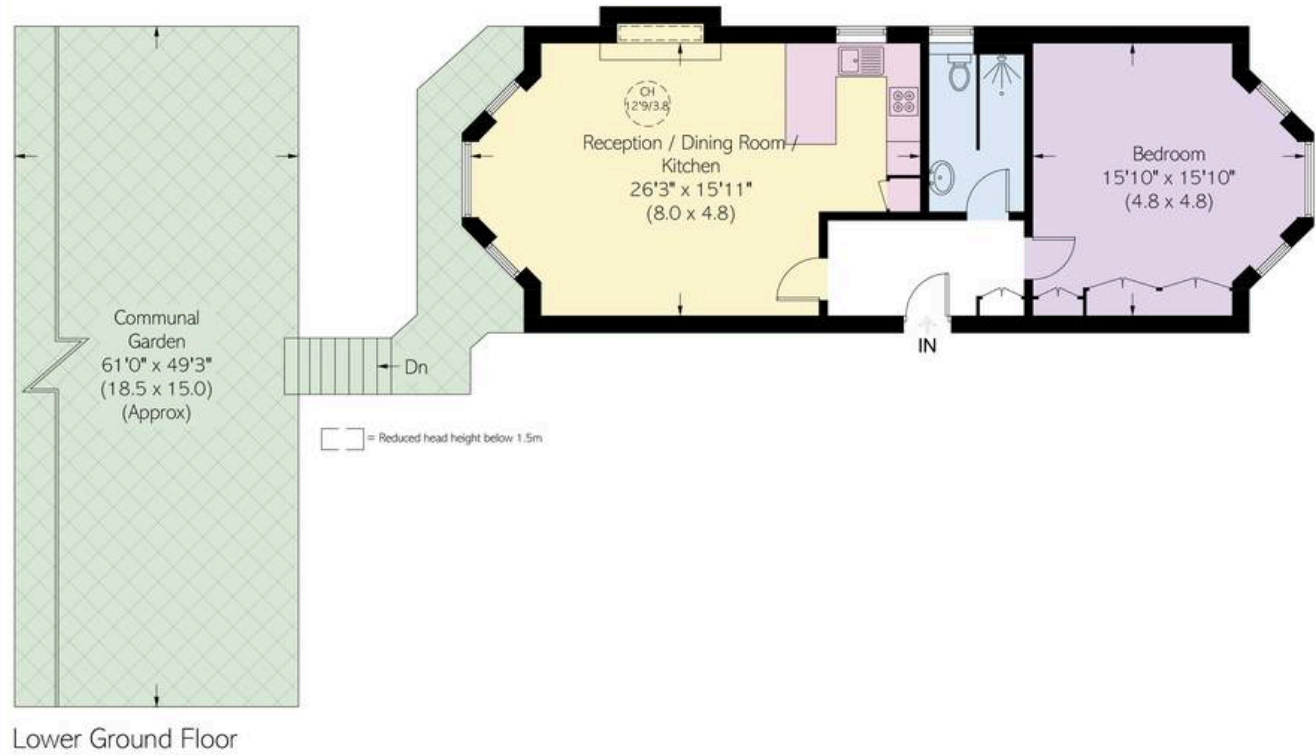 CH
12'9/3.8
Reception / Dining Room /
Kitchen
26'3" x 15'11"
(8.0 x 4.8)
Bedroom
15'10" x 15'10"
(4.8 x 4.8)
Communal
Garden
61'0" x 49'3"
(18.5 x 15.0)
(Approx)
Dn
IN
= Reduced head height below 1.5m
Lower Ground Floor